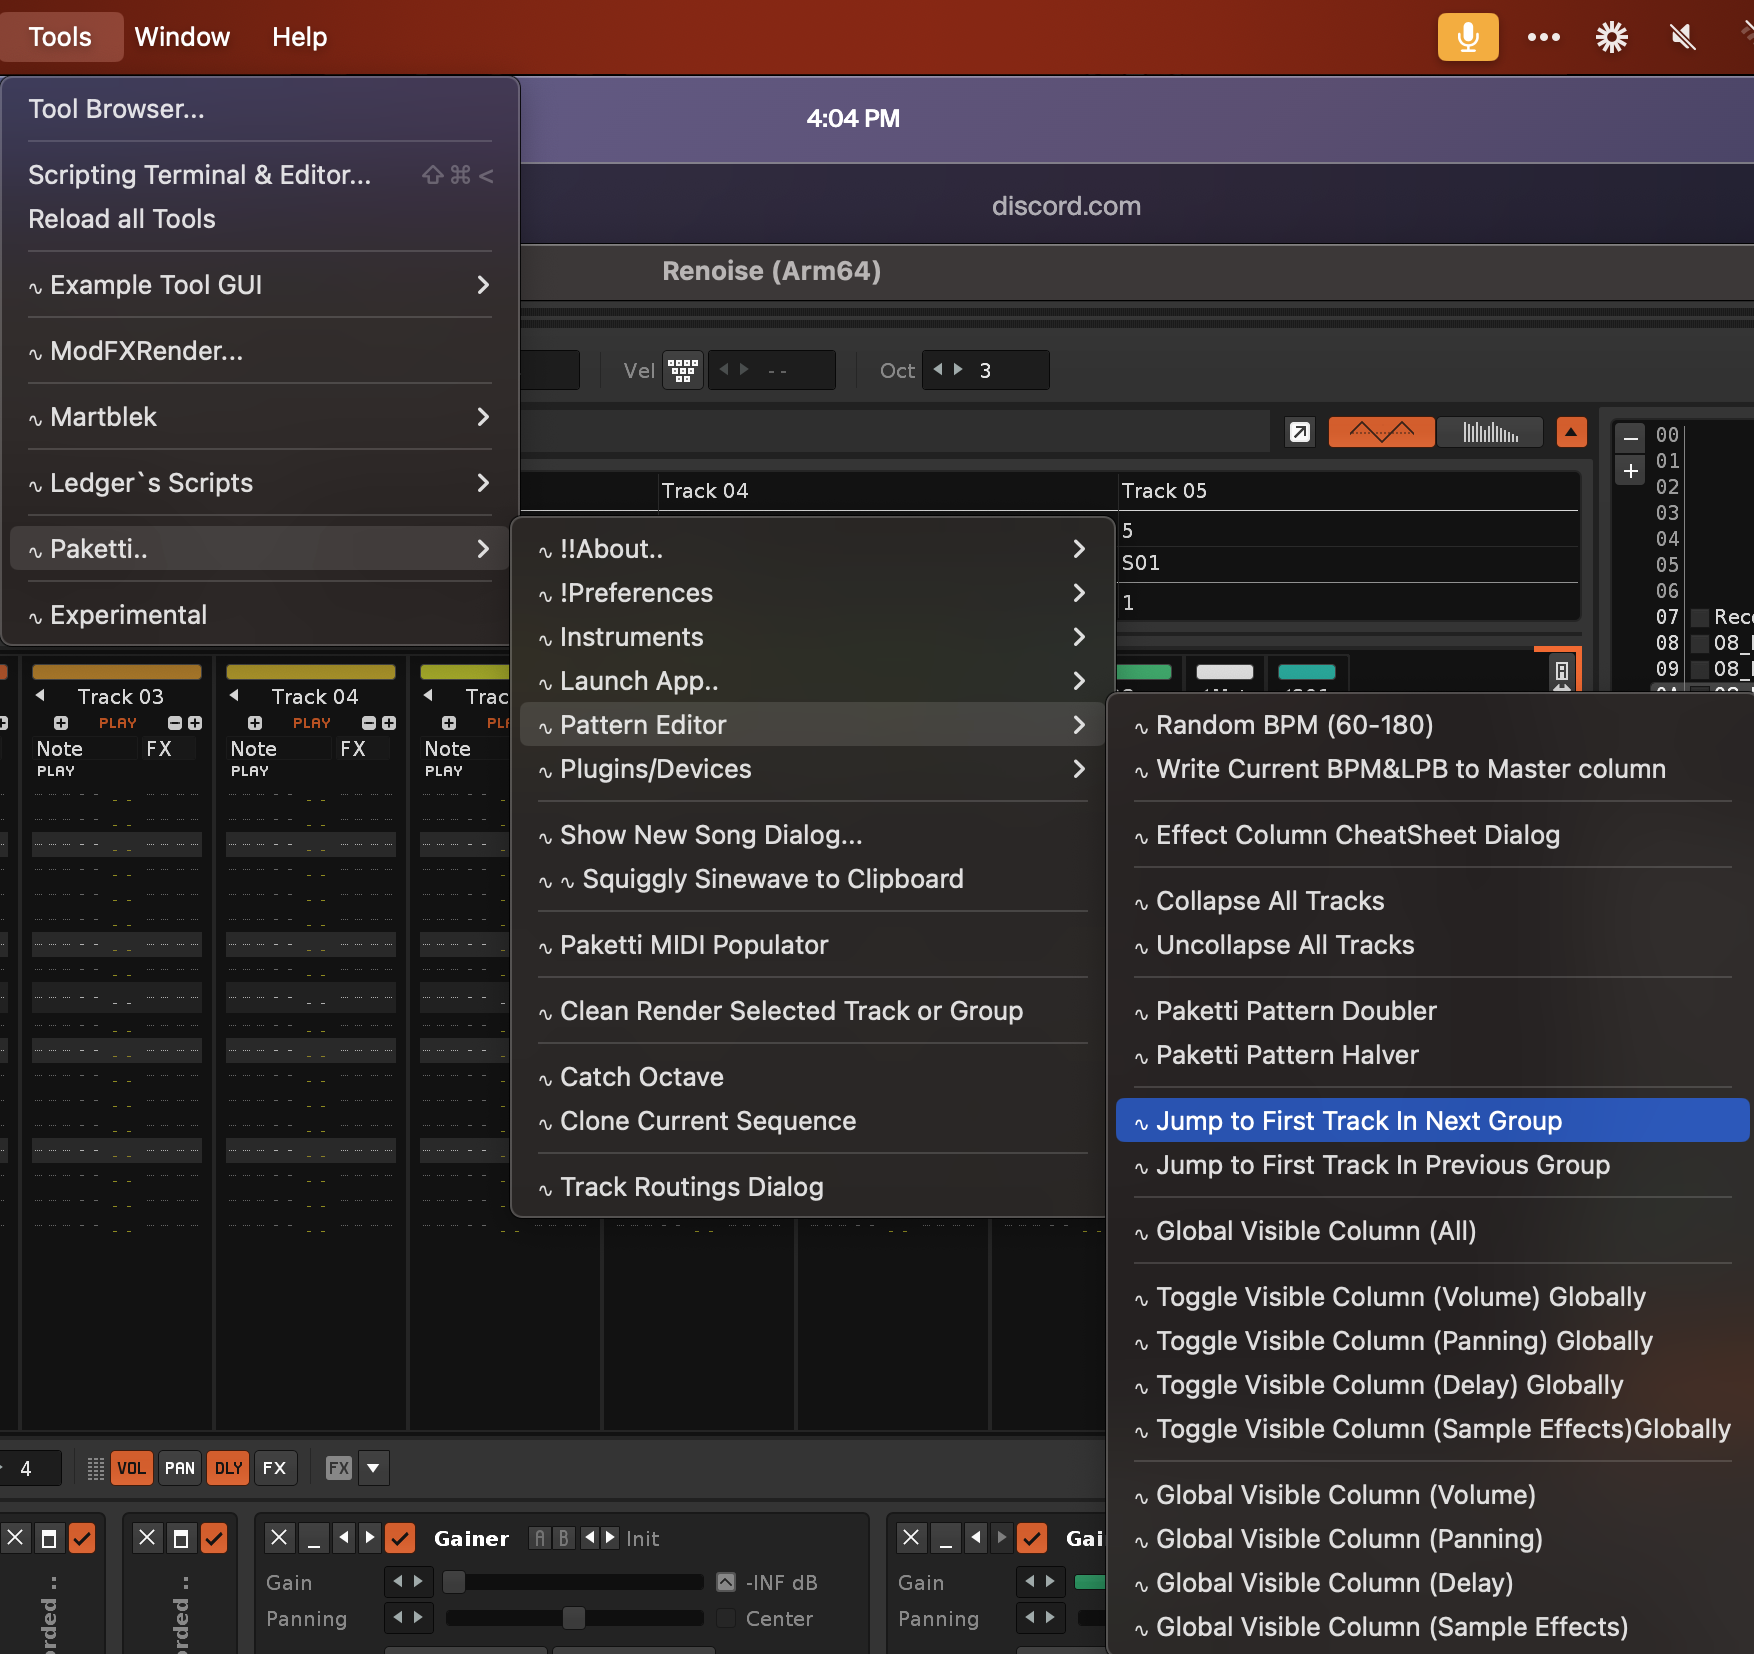 Tools Window Help
4:04 PM
discord.com
Renoise (Arm64)
Tool Browser...
Scripting Terminal & Editor... ⇧⌘<
Reload all Tools
∿ Example Tool GUI
∿ ModFXRender...
∿ Martblek
∿ Ledger`s Scripts
∿ Paketti..
∿ Experimental
Vel -- Oct 3
Track 04 Track 05
5
S01
1
00
01
02
03
04
05
06
07
08
09
∿ !!About..
∿ !Preferences
∿ Instruments
∿ Launch App..
∿ Pattern Editor
∿ Plugins/Devices
∿ Show New Song Dialog...
∿ ∿ Squiggly Sinewave to Clipboard
∿ Paketti MIDI Populator
∿ Clean Render Selected Track or Group
∿ Catch Octave
∿ Clone Current Sequence
∿ Track Routings Dialog
∿ Random BPM (60-180)
∿ Write Current BPM&LPB to Master column
∿ Effect Column CheatSheet Dialog
∿ Collapse All Tracks
∿ Uncollapse All Tracks
∿ Paketti Pattern Doubler
∿ Paketti Pattern Halver
∿ Jump to First Track In Next Group
∿ Jump to First Track In Previous Group
∿ Global Visible Column (All)
∿ Toggle Visible Column (Volume) Globally
∿ Toggle Visible Column (Panning) Globally
∿ Toggle Visible Column (Delay) Globally
∿ Toggle Visible Column (Sample Effects)Globally
∿ Global Visible Column (Volume)
∿ Global Visible Column (Panning)
∿ Global Visible Column (Delay)
∿ Global Visible Column (Sample Effects)
Track 03 Track 04
PLAY PLAY
Note FX Note FX Note
PLAY PLAY PLAY
4 VOL PAN DLY FX FX
Gainer A B Init
Gain -INF dB Gain
Panning Center Panning